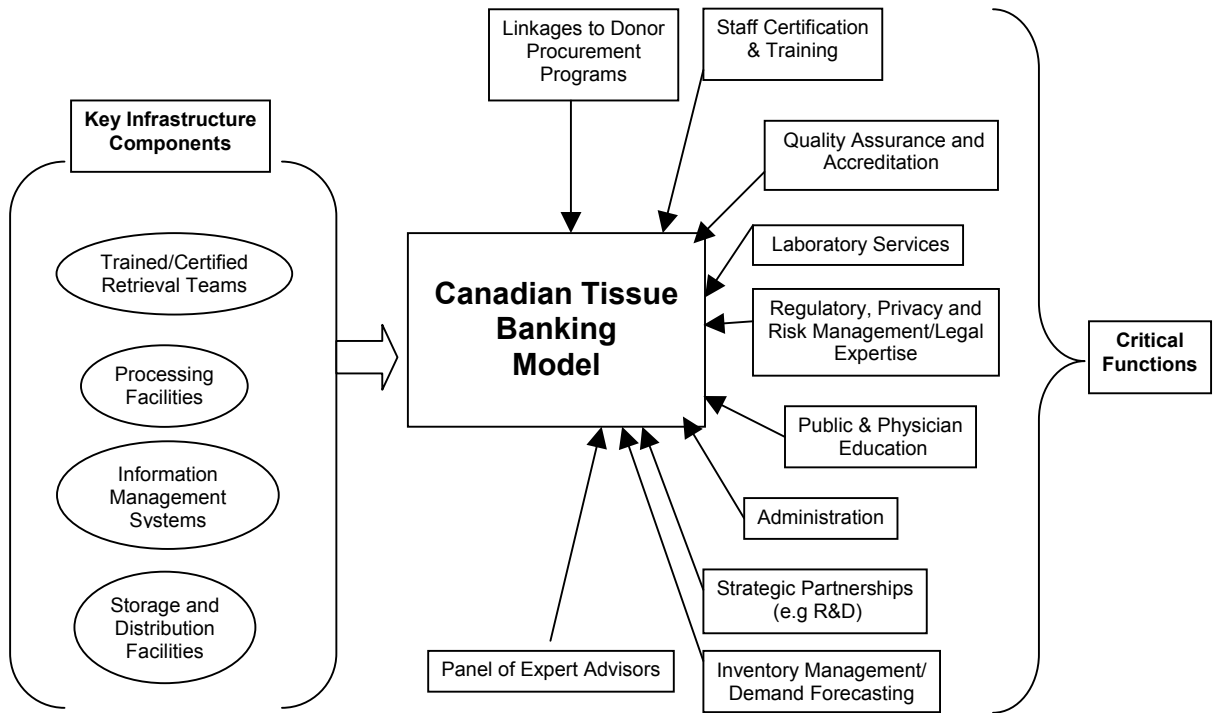 Key Infrastructure
Components
Trained/Certified
Retrieval Teams
Processing
Facilities
Information
Management
Systems
Storage and
Distribution
Facilities
Canadian Tissue
Banking
Model
Linkages to Donor
Procurement
Programs
Staff Certification
& Training
Quality Assurance and
Accreditation
Laboratory Services
Regulatory, Privacy and
Risk Management/Legal
Expertise
Public & Physician
Education
Administration
Strategic Partnerships
(e.g R&D)
Inventory Management/
Demand Forecasting
Panel of Expert Advisors
Critical
Functions